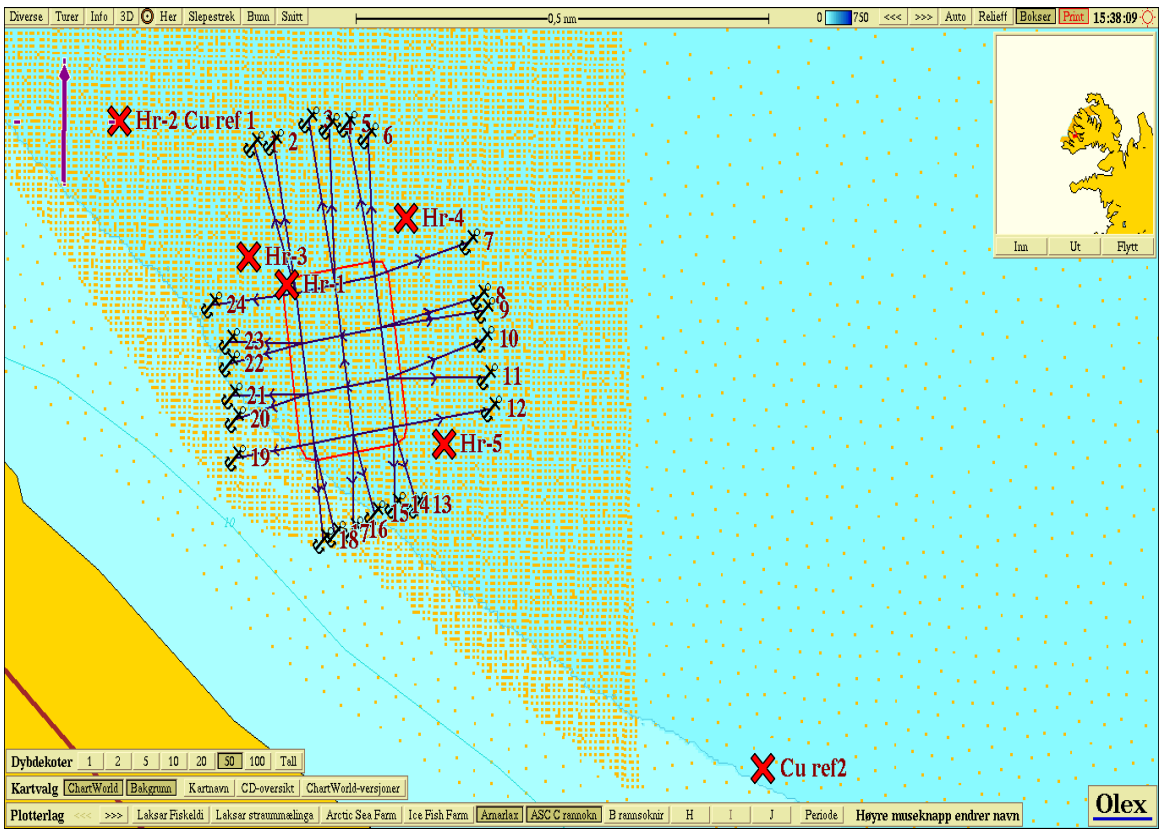 Diverse Turer Info 3D Her Slepestrek Bunn Snitt 0,5 nm 0 750 <<< >>> Auto Relieff Bokser Print 15:38:09
Hr-2 Cu ref 1
2
3
4
5
6
Hr-4
7
Hr-3
Hr-1
24
8
9
23
10
22
11
21
12
20
Hr-5
19
13
14
15
16
17
18
10
Inn Ut Flytt
Cu ref2
Dybdekoter 1 2 5 10 20 50 100 Tall
Kartvalg ChartWorld Bakgrunn Kartnavn CD-oversikt ChartWorld-versjoner
Plotterlag <<< >>> Laksar Fiskeldi Laksar straummælinga Arctic Sea Farm Ice Fish Farm Arnarlax ASC C rannokn B rannsoknir H I J Periode Høyre museknapp endrer navn
Olex